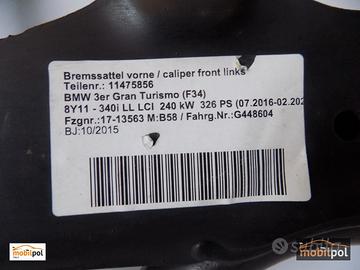 Bremssattel vorne / caliper front links
Teilenr.: 11475856
BMW 3er Gran Turismo (F34)
8Y11 - 340i LL LCI 240 kW 326 PS (07.2016-02.202
Fzgnr.:17-13563 M:B58 / Fahrg.Nr.:G448604
BJ:10/2015
mobilpol
mobilpol